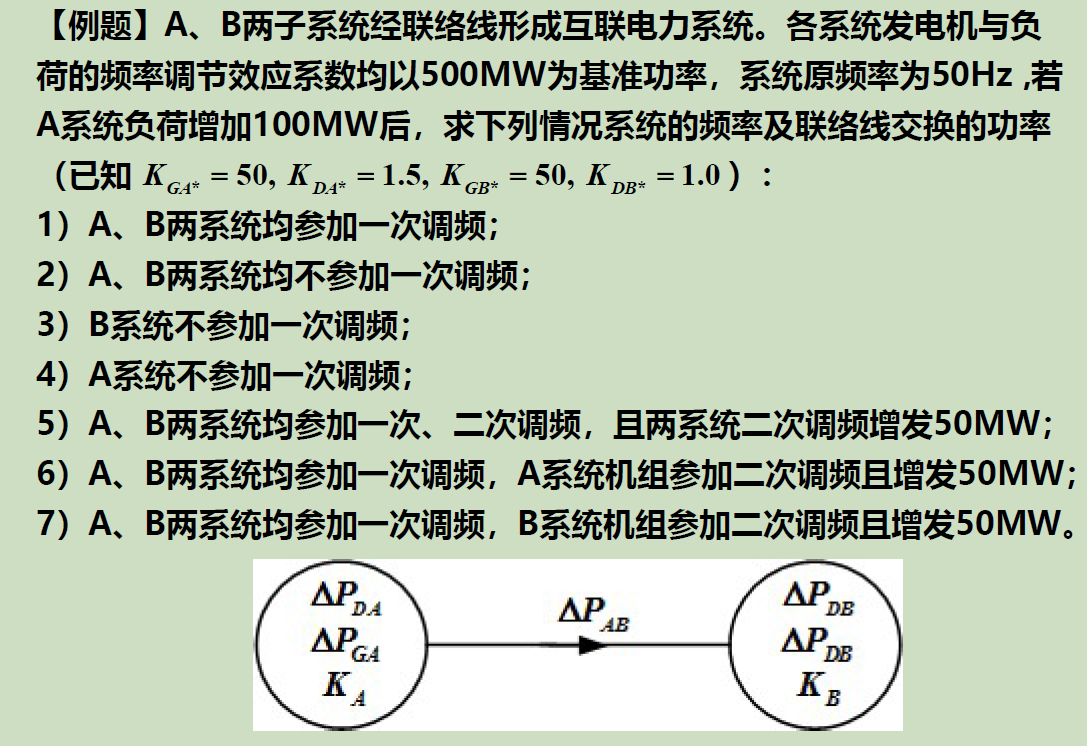 【例题】A、B两子系统经联络线形成互联电力系统。各系统发电机与负
荷的频率调节效应系数均以500MW为基准功率，系统原频率为50Hz ,若
A系统负荷增加100MW后，求下列情况系统的频率及联络线交换的功率
（已知 K_{GA*} = 50, K_{DA*} = 1.5, K_{GB*} = 50, K_{DB*} = 1.0）:
1）A、B两系统均参加一次调频；
2）A、B两系统均不参加一次调频；
3）B系统不参加一次调频；
4）A系统不参加一次调频；
5）A、B两系统均参加一次、二次调频，且两系统二次调频增发50MW；
6）A、B两系统均参加一次调频，A系统机组参加二次调频且增发50MW；
7）A、B两系统均参加一次调频，B系统机组参加二次调频且增发50MW。
ΔP_{DA}
ΔP_{GA}
K_A
ΔP_{AB}
ΔP_{DB}
ΔP_{DB}
K_B